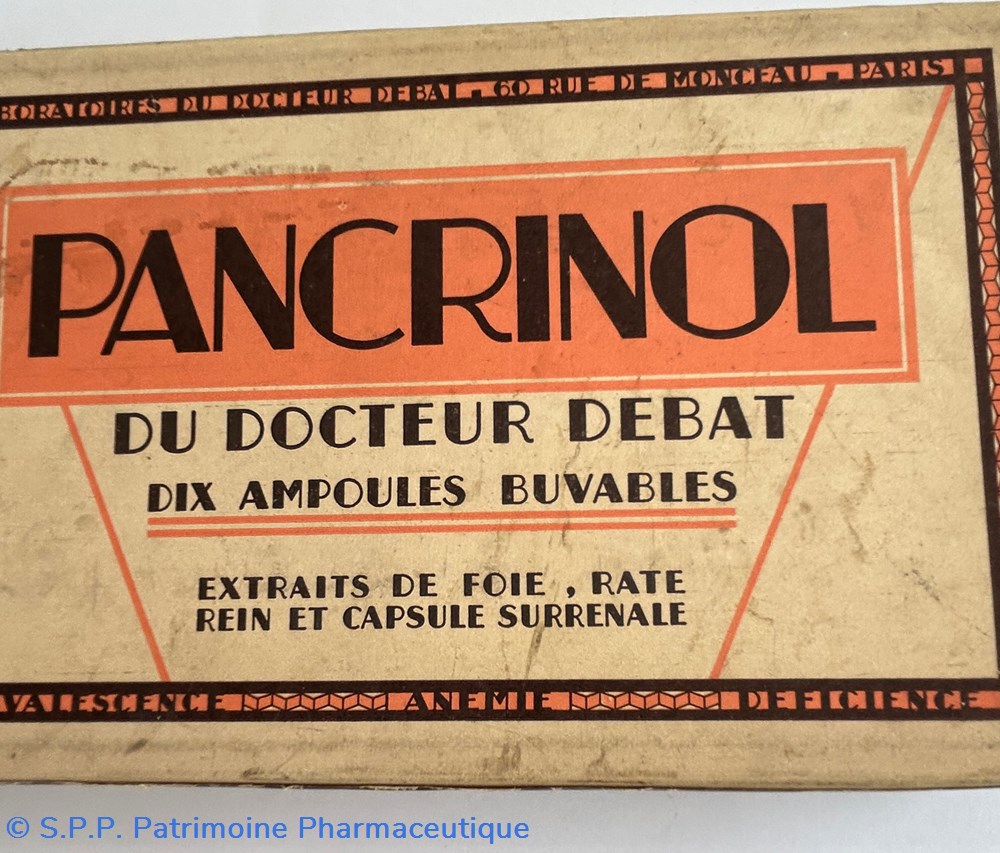 BORATOIRES DU DOCTEUR DEBAT - 60 RUE DE MONCEAU - PARIS
PANCRINOL
DU DOCTEUR DEBAT
DIX AMPOULES BUVABLES
EXTRAITS DE FOIE, RATE
REIN ET CAPSULE SURRENALE
VALESCENCE ANEMIE DEFICIENCE
© S.P.P. Patrimoine Pharmaceutique